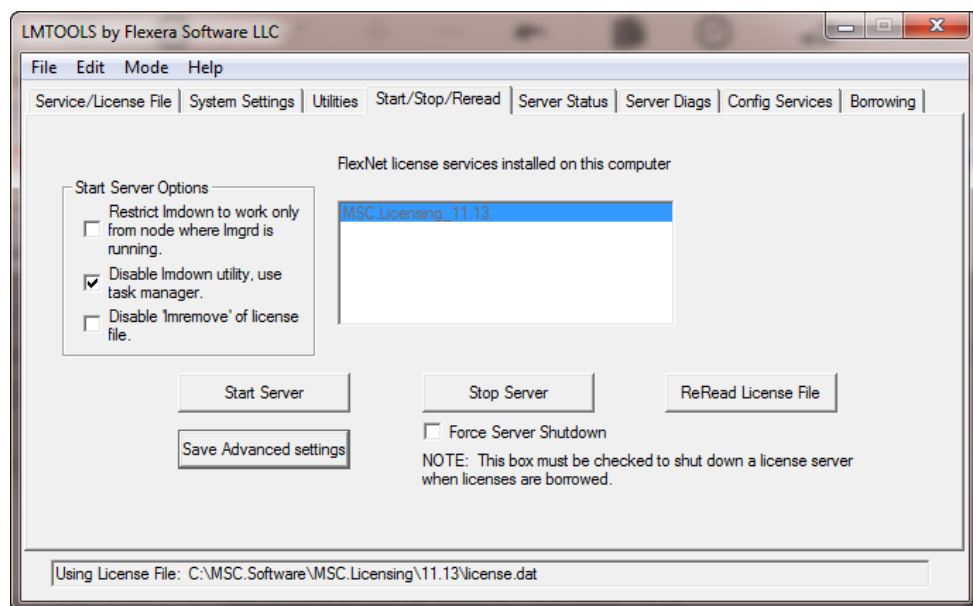 LMTOOLS by Flexera Software LLC
File Edit Mode Help
Service/License File System Settings Utilities Start/Stop/Reread Server Status Server Diags Config Services Borrowing
FlexNet license services installed on this computer
Start Server Options
Restrict lmdown to work only
from node where lmgrd is
running.
Disable lmdown utility, use
task manager.
Disable 'lmremove' of license
file.
MSC.Licensing_11.13
Start Server
Stop Server
ReRead License File
Save Advanced settings
Force Server Shutdown
NOTE: This box must be checked to shut down a license server
when licenses are borrowed.
Using License File: C:\MSC.Software\MSC.Licensing\11.13\license.dat